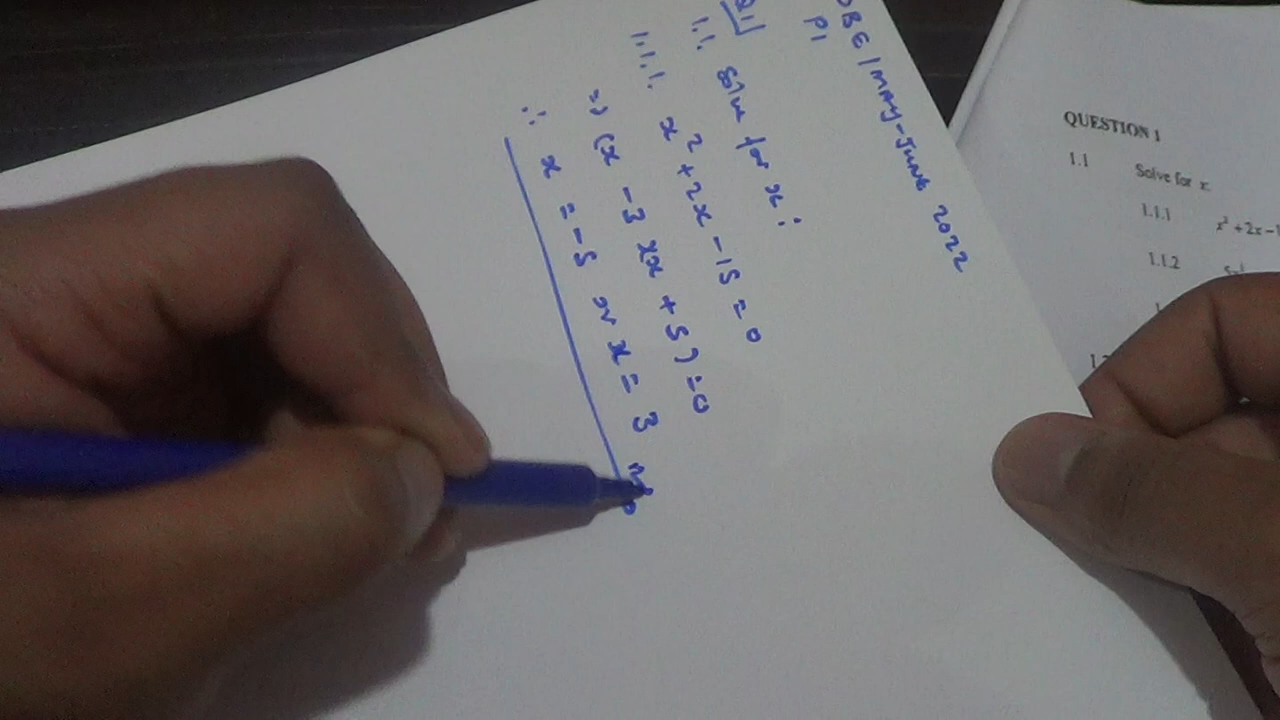 DBE/MAY-JUNE 2022
P1
Q1
1.1. Solve for x:
1.1.1. x² + 2x - 15 = 0
=> (x - 3)(x + 5) = 0
∴ x = -5 or x = 3
QUESTION 1
1.1 Solve for x:
1.1.1 x² + 2x - 1
1.1.2